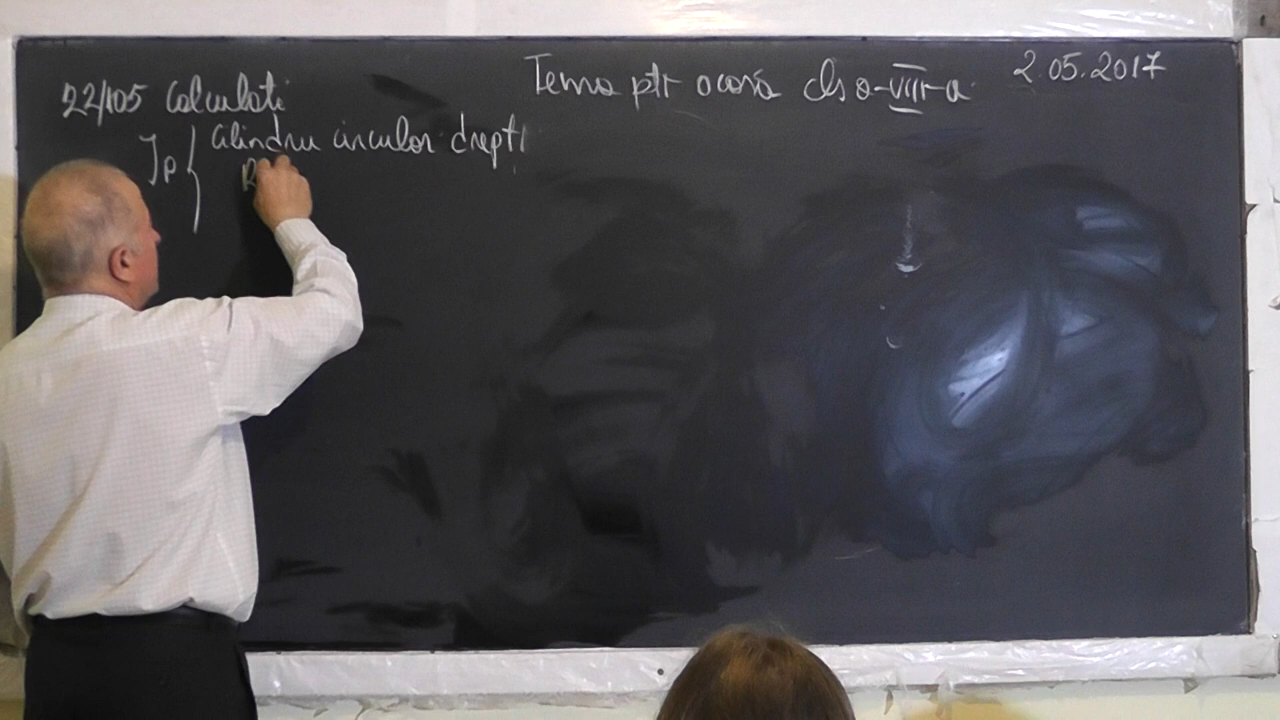 Tema ptr acasă cls a-VIII-a 2.05.2017
22/105 Calculati
Ip { Cilindru circular drept
R